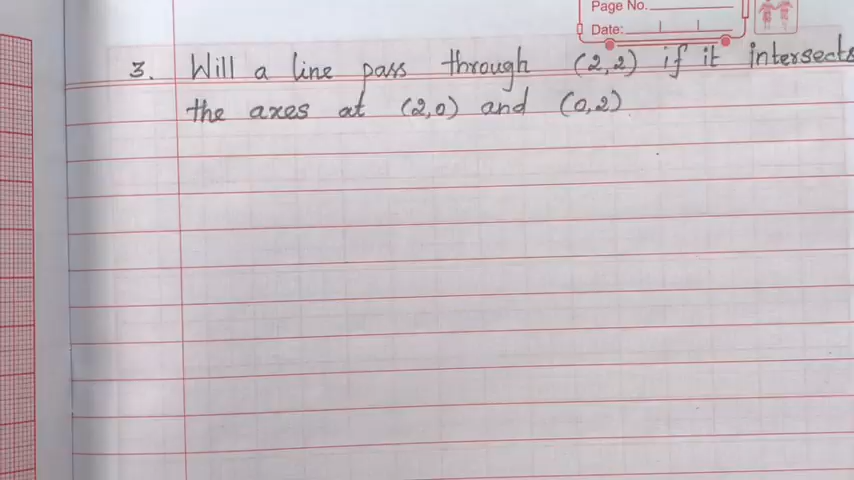 Page No.
Date:
3. Will a line pass through (2,2) if it intersects
the axes at (2,0) and (0,2)